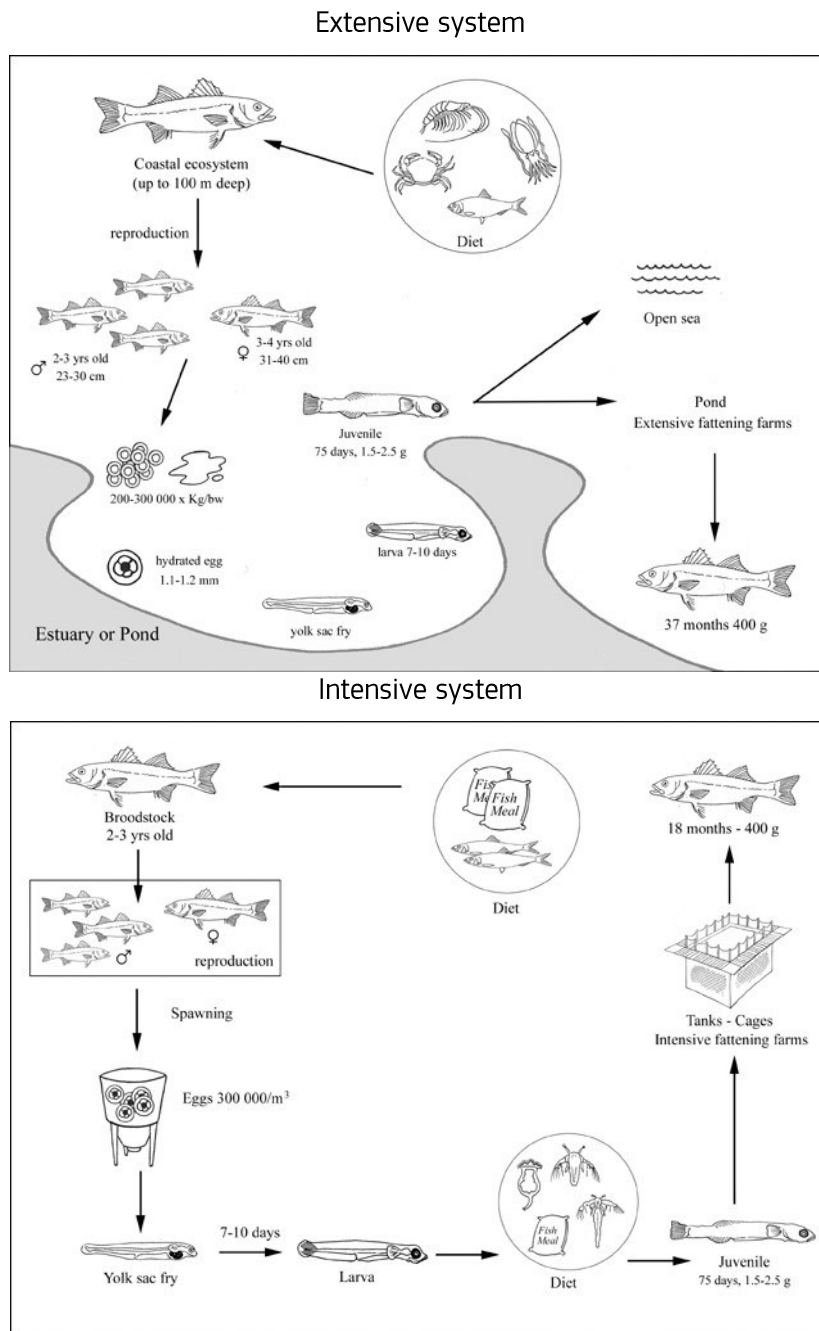 Extensive system
Coastal ecosystem
(up to 100 m deep)
Diet
reproduction
♂ 2-3 yrs old
23-30 cm
♀ 3-4 yrs old
31-40 cm
Open sea
Juvenile
75 days, 1.5-2.5 g
Pond
Extensive fattening farms
200-300 000 x Kg/bw
larva 7-10 days
hydrated egg
1.1-1.2 mm
yolk sac fry
37 months 400 g
Estuary or Pond
Intensive system
Broodstock
2-3 yrs old
Fish
Fish
Meal
Diet
18 months - 400 g
♂
♀
reproduction
Spawning
Tanks - Cages
Intensive fattening farms
Eggs 300 000/m³
Yolk sac fry
7-10 days
Larva
Fish
Meal
Diet
Juvenile
75 days, 1.5-2.5 g